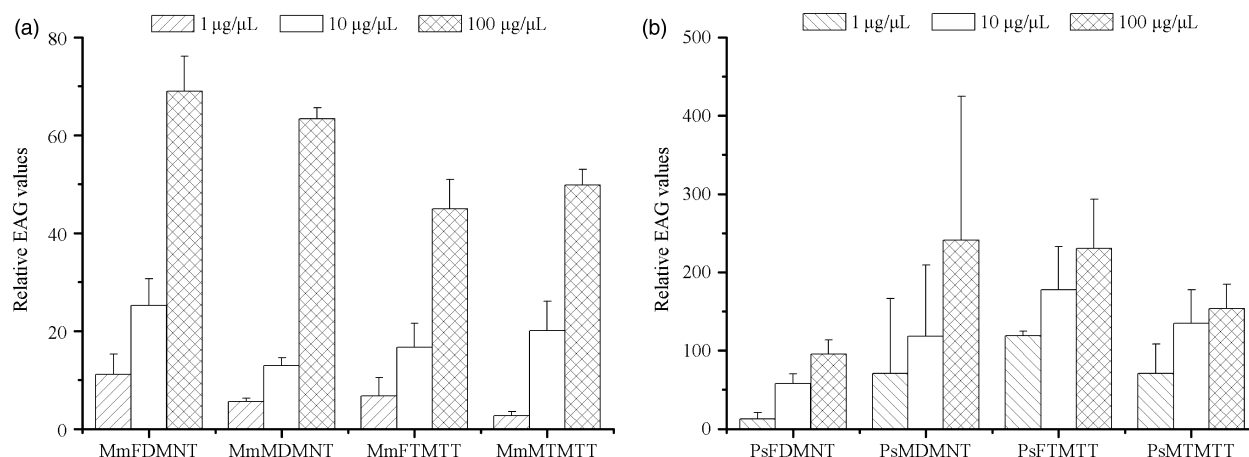 (a)
1 µg/µL 10 µg/µL 100 µg/µL
Relative EAG values
80
60
40
20
0
MmFDMNT MmMDMNT MmFTMTT MmMTMTT
(b)
1 µg/µL 10 µg/µL 100 µg/µL
Relative EAG values
500
400
300
200
100
0
PsFDMNT PsMDMNT PsFTMTT PsMTMTT